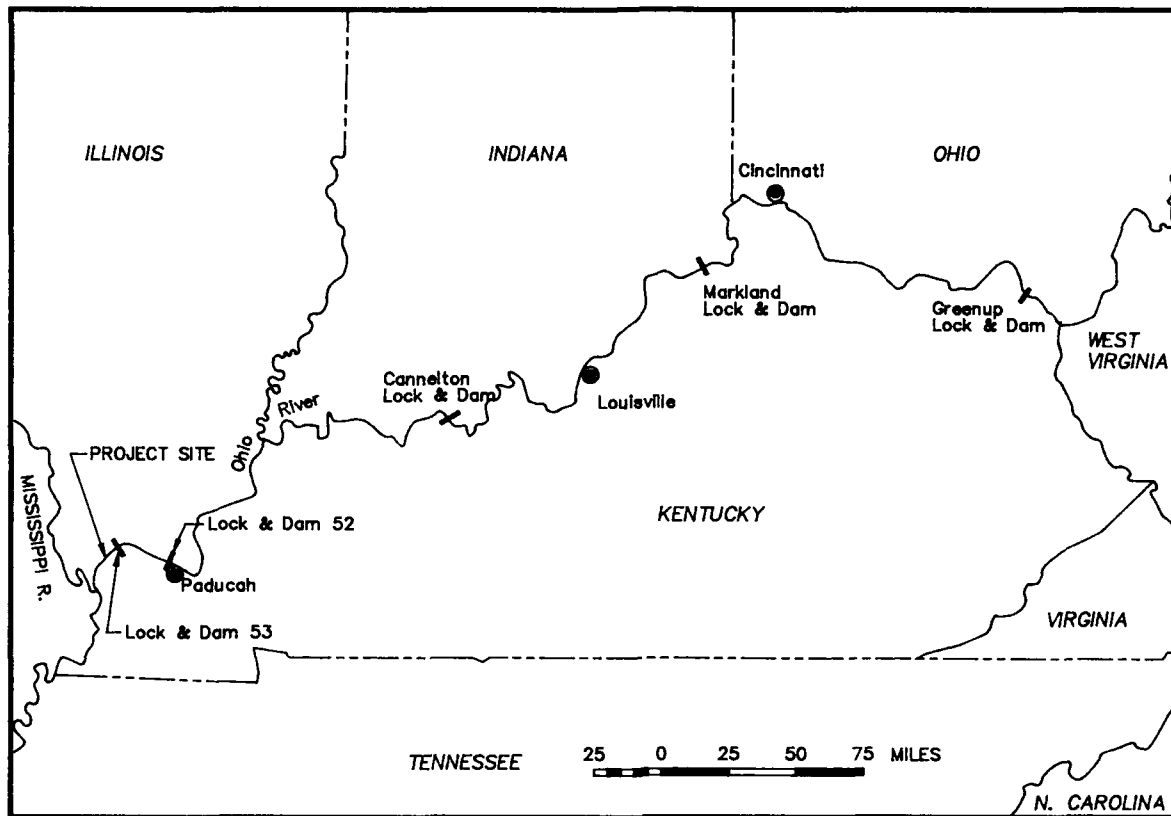 ILLINOIS
INDIANA
OHIO
Cincinnati
Markland
Lock & Dam
Greenup
Lock & Dam
WEST
VIRGINIA
Cannelton
Lock & Dam
Louisville
Ohio River
PROJECT SITE
MISSISSIPPI R.
KENTUCKY
Lock & Dam 52
Paducah
VIRGINIA
Lock & Dam 53
TENNESSEE
25 0 25 50 75 MILES
N. CAROLINA